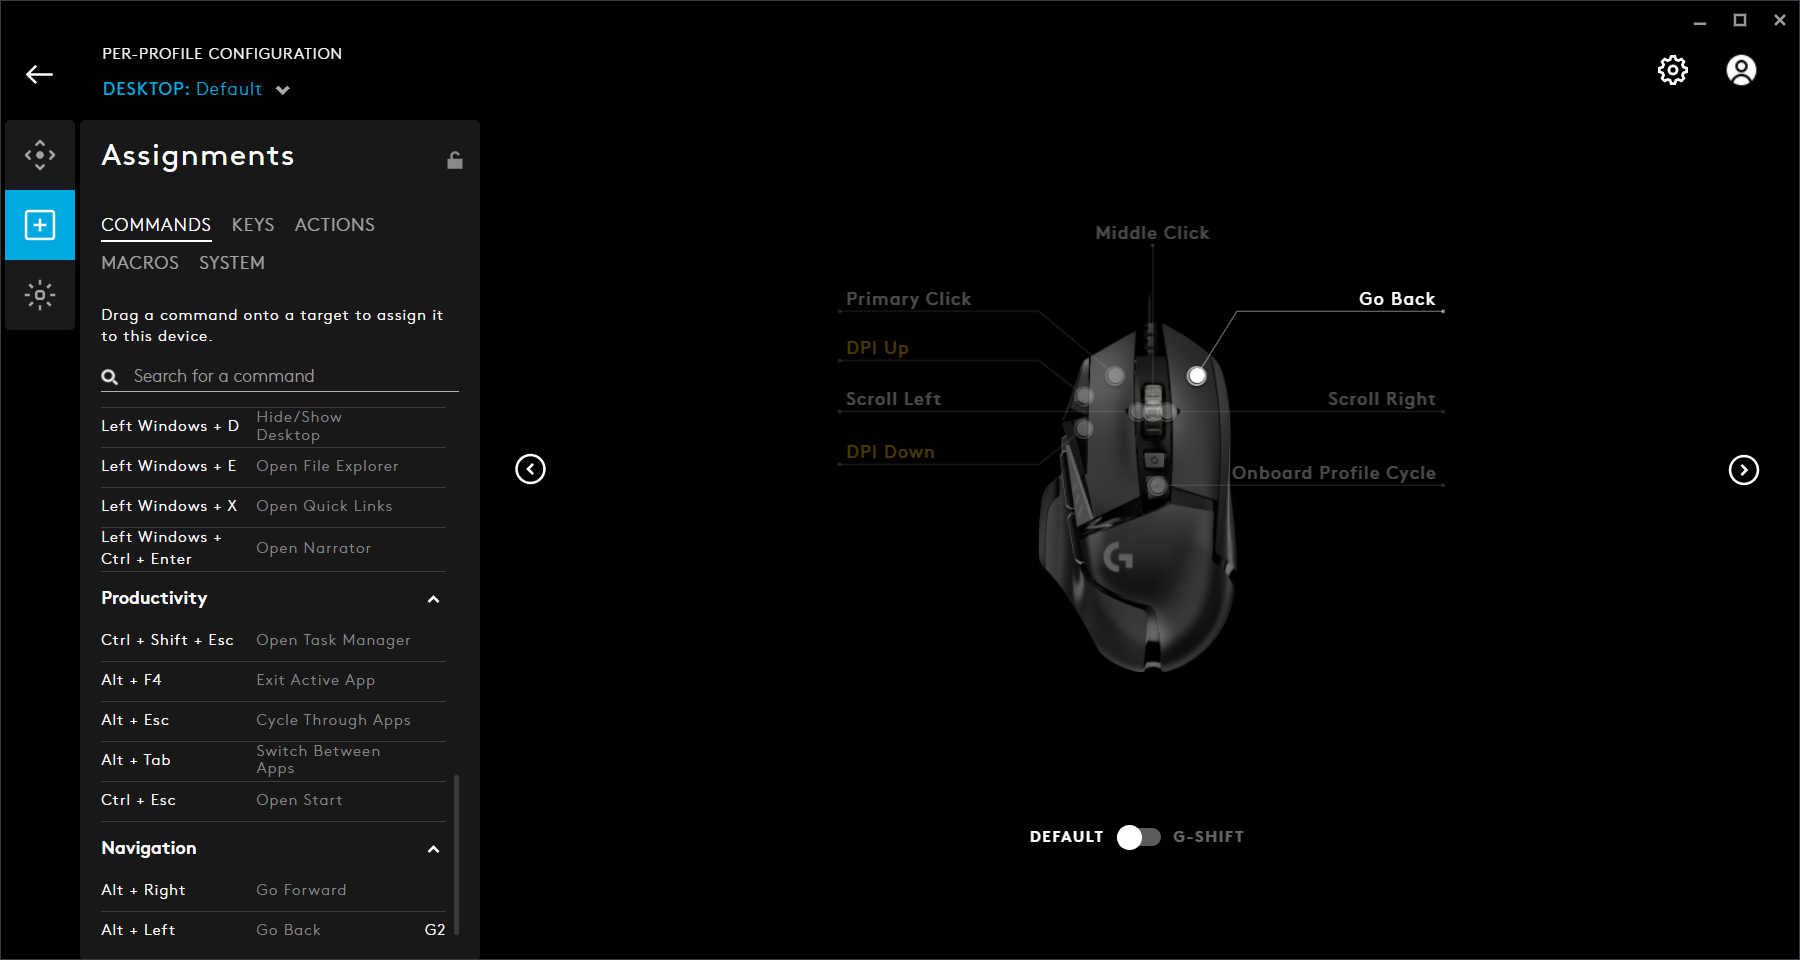 PER-PROFILE CONFIGURATION
DESKTOP: Default
Assignments
COMMANDS KEYS ACTIONS
MACROS SYSTEM
Drag a command onto a target to assign it
to this device.
Search for a command
Left Windows + D Hide/Show
Desktop
Left Windows + E Open File Explorer
Left Windows + X Open Quick Links
Left Windows +
Ctrl + Enter Open Narrator
Productivity
Ctrl + Shift + Esc Open Task Manager
Alt + F4 Exit Active App
Alt + Esc Cycle Through Apps
Alt + Tab Switch Between
Apps
Ctrl + Esc Open Start
Navigation
Alt + Right Go Forward
Alt + Left Go Back G2
Middle Click
Primary Click
Go Back
DPI Up
Scroll Left
Scroll Right
DPI Down
Onboard Profile Cycle
G
DEFAULT G-SHIFT